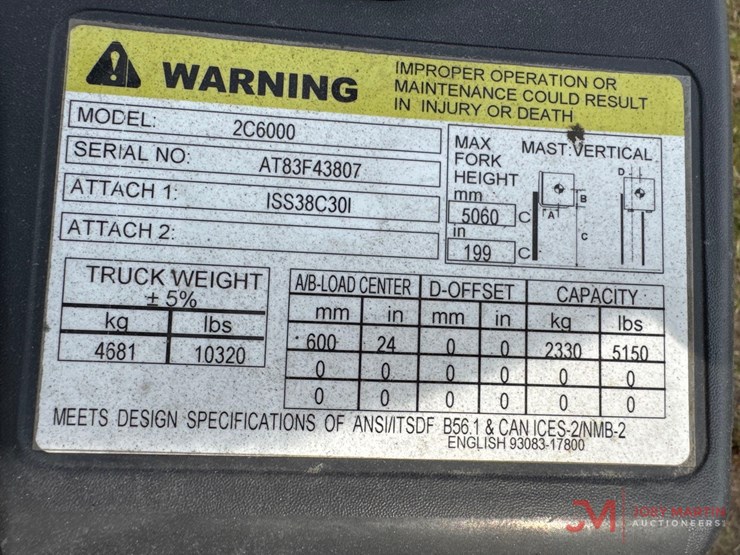 WARNING
IMPROPER OPERATION OR
MAINTENANCE COULD RESULT
IN INJURY OR DEATH
MODEL: 2C6000
SERIAL NO: AT83F43807
ATTACH 1: ISS38C30I
ATTACH 2:
MAX
FORK
HEIGHT
mm
5060 C
in
199 C
MAST:VERTICAL
D
B
A
C
TRUCK WEIGHT
± 5%
kg lbs
4681 10320
A/B-LOAD CENTER D-OFFSET CAPACITY
mm in mm in kg lbs
600 24 0 0 2330 5150
0 0 0 0 0 0
0 0 0 0 0 0
MEETS DESIGN SPECIFICATIONS OF ANSI/ITSDF B56.1 & CAN ICES-2/NMB-2
ENGLISH 93083-17800
JM JOEY MARTIN
AUCTIONEERS